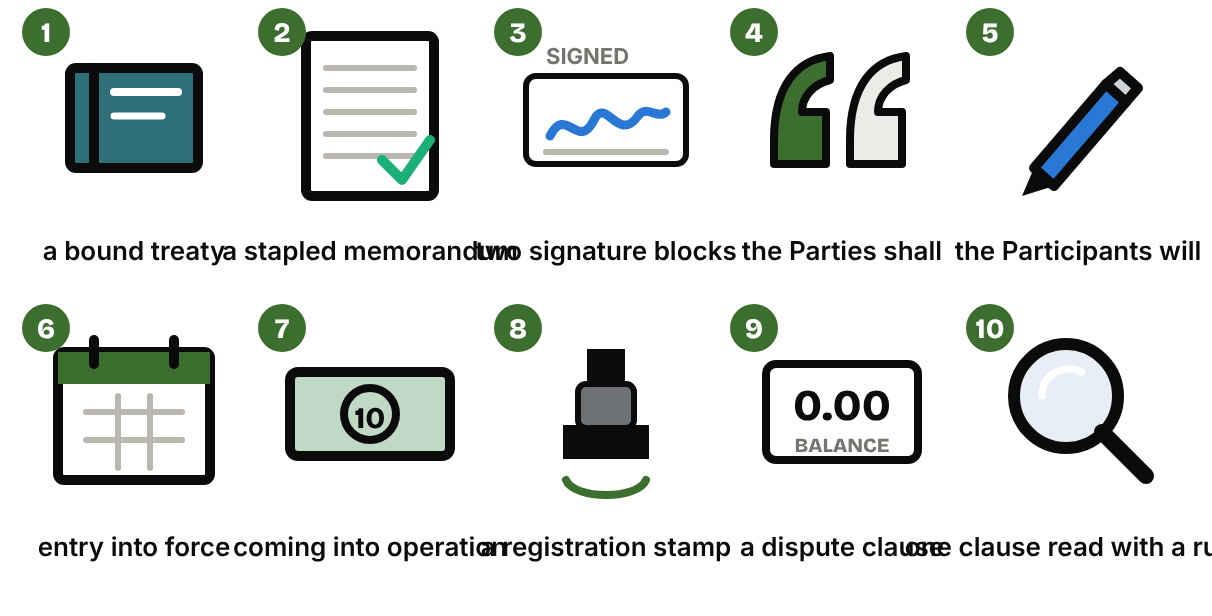 1
2
3
4
5
SIGNED
a bound treaty
a stapled memorandum
two signature blocks
the Parties shall
the Participants will
6
7
8
9
10
10
0.00
BALANCE
entry into force
coming into operation
a registration stamp
a dispute clause
one clause read with a